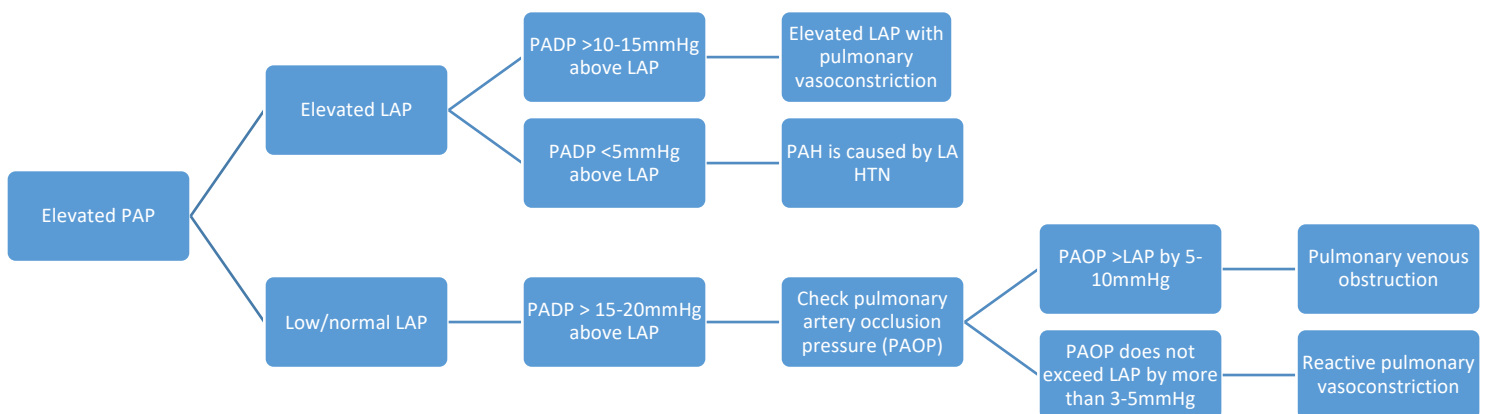 Elevated PAP
Elevated LAP
PADP >10-15mmHg
above LAP
Elevated LAP with
pulmonary
vasoconstriction
PADP <5mmHg
above LAP
PAH is caused by LA
HTN
Low/normal LAP
PADP > 15-20mmHg
above LAP
Check pulmonary
artery occlusion
pressure (PAOP)
PAOP >LAP by 5-
10mmHg
Pulmonary venous
obstruction
PAOP does not
exceed LAP by more
than 3-5mmHg
Reactive pulmonary
vasoconstriction